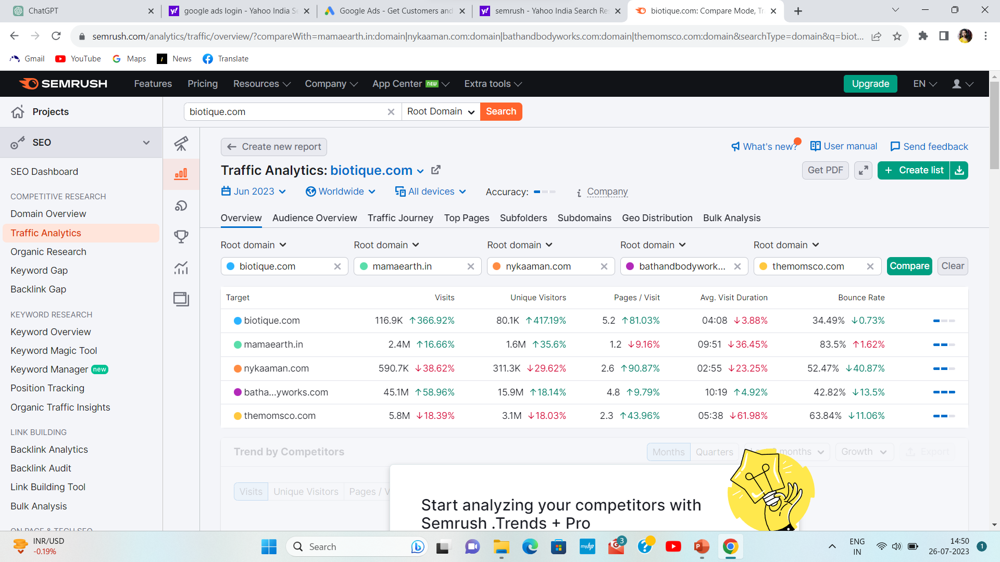 ChatGPT
google ads login - Yahoo India Se
Google Ads - Get Customers and
semrush - Yahoo India Search Res
biotique.com: Compare Mode, Tr
semrush.com/analytics/traffic/overview/?compareWith=mamaearth.in:domain|nykaaman.com:domain|bathandbodyworks.com:domain|themomsco.com:domain&searchType=domain&q=biot...
Gmail YouTube Maps News Translate
SEMRUSH Features Pricing Resources Company App Center NEW Extra tools Upgrade EN
Projects
biotique.com Root Domain Search
SEO
Create new report What's new? User manual Send feedback
Traffic Analytics: biotique.com Get PDF + Create list
Jun 2023 Worldwide All devices Accuracy: i Company
Overview Audience Overview Traffic Journey Top Pages Subfolders Subdomains Geo Distribution Bulk Analysis
SEO Dashboard
COMPETITIVE RESEARCH
Domain Overview
Traffic Analytics
Organic Research
Keyword Gap
Backlink Gap
KEYWORD RESEARCH
Keyword Overview
Keyword Magic Tool
Keyword Manager new
Position Tracking
Organic Traffic Insights
LINK BUILDING
Backlink Analytics
Backlink Audit
Link Building Tool
Bulk Analysis
ON PAGE & TECH SEO
Root domain Root domain Root domain Root domain Root domain
biotique.com mamaearth.in nykaaman.com bathandbodywork... themomsco.com Compare Clear
Target Visits Unique Visitors Pages / Visit Avg. Visit Duration Bounce Rate
biotique.com 116.9K ↑366.92% 80.1K ↑417.19% 5.2 ↑81.03% 04:08 ↓3.88% 34.49% ↓0.73%
mamaearth.in 2.4M ↑16.66% 1.6M ↑35.6% 1.2 ↓9.16% 09:51 ↓36.45% 83.5% ↑1.62%
nykaaman.com 590.7K ↓38.62% 311.3K ↓29.62% 2.6 ↑90.87% 02:55 ↓23.25% 52.47% ↓40.87%
batha...yworks.com 45.1M ↑58.96% 15.9M ↑18.14% 4.8 ↑9.79% 10:19 ↑4.92% 42.82% ↓13.5%
themomsco.com 5.8M ↓18.39% 3.1M ↓18.03% 2.3 ↑43.96% 05:38 ↓61.98% 63.84% ↓11.06%
Trend by Competitors Months Quarters months Growth Export
Visits Unique Visitors Pages / V
Start analyzing your competitors with
Semrush .Trends + Pro
INR/USD
-0.19%
Search
myhp
3
ENG
IN
14:50
26-07-2023
1